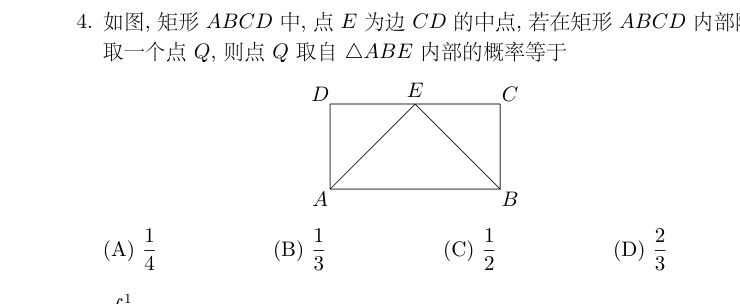 4. 如图, 矩形 ABCD 中, 点 E 为边 CD 的中点, 若在矩形 ABCD 内部
取一个点 Q, 则点 Q 取自 △ABE 内部的概率等于
D E C
A B
(A) 1/4 (B) 1/3 (C) 1/2 (D) 2/3